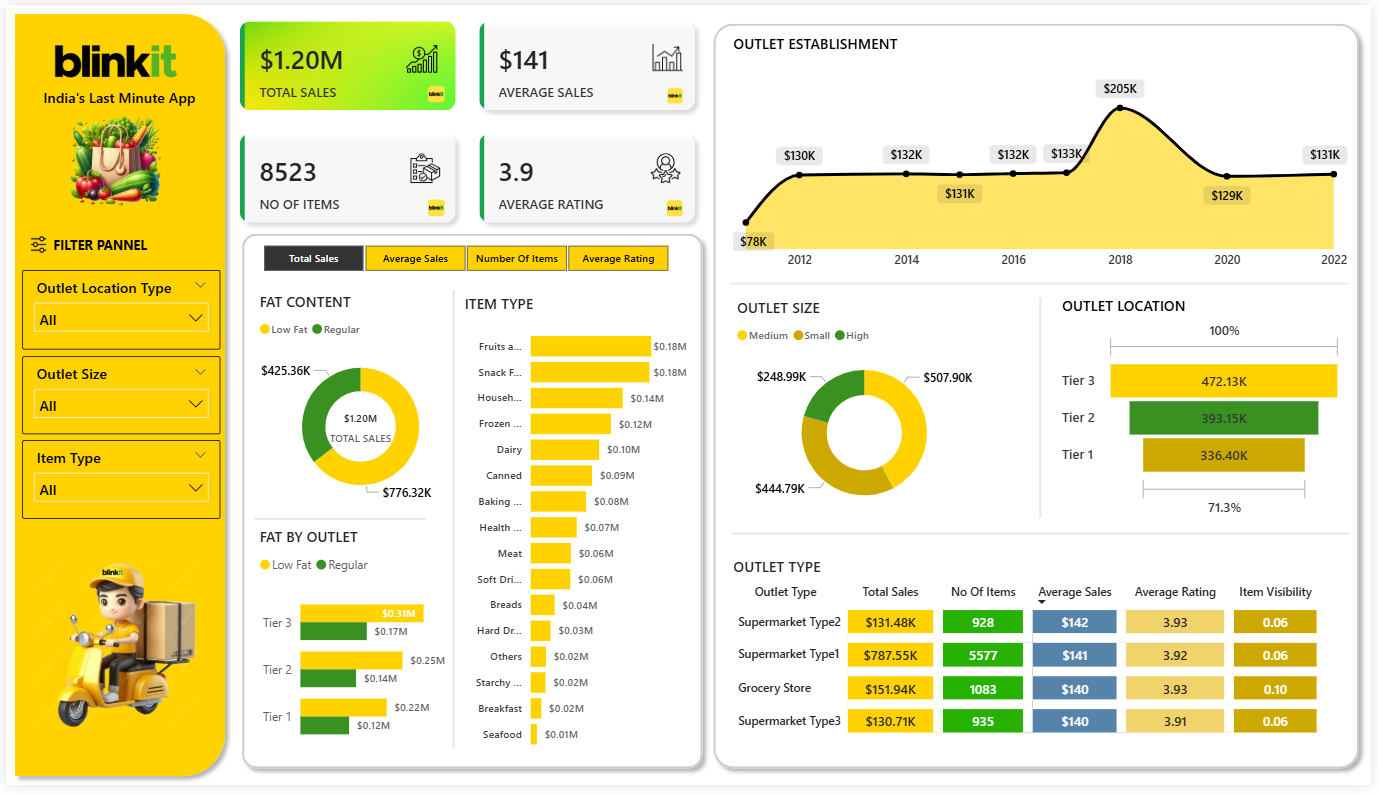 blinkit
India's Last Minute App
FILTER PANNEL
Outlet Location Type
All
Outlet Size
All
Item Type
All
blinkit
$1.20M
TOTAL SALES
blinkit
$141
AVERAGE SALES
blinkit
8523
NO OF ITEMS
blinkit
3.9
AVERAGE RATING
blinkit
Total Sales
Average Sales
Number Of Items
Average Rating
FAT CONTENT
Low Fat
Regular
$425.36K
$1.20M
TOTAL SALES
$776.32K
FAT BY OUTLET
Low Fat
Regular
Tier 3
$0.31M
$0.17M
Tier 2
$0.25M
$0.14M
Tier 1
$0.22M
$0.12M
ITEM TYPE
Fruits a... $0.18M
Snack F... $0.18M
Househ... $0.14M
Frozen ... $0.12M
Dairy $0.10M
Canned $0.09M
Baking ... $0.08M
Health ... $0.07M
Meat $0.06M
Soft Dri... $0.06M
Breads $0.04M
Hard Dr... $0.03M
Others $0.02M
Starchy ... $0.02M
Breakfast $0.02M
Seafood $0.01M
OUTLET ESTABLISHMENT
$78K
$130K
$132K
$131K
$132K
$133K
$205K
$129K
$131K
2012 2014 2016 2018 2020 2022
OUTLET SIZE
Medium Small High
$248.99K
$507.90K
$444.79K
OUTLET LOCATION
100%
Tier 3 472.13K
Tier 2 393.15K
Tier 1 336.40K
71.3%
OUTLET TYPE
Outlet Type Total Sales No Of Items Average Sales Average Rating Item Visibility
Supermarket Type2 $131.48K 928 $142 3.93 0.06
Supermarket Type1 $787.55K 5577 $141 3.92 0.06
Grocery Store $151.94K 1083 $140 3.93 0.10
Supermarket Type3 $130.71K 935 $140 3.91 0.06